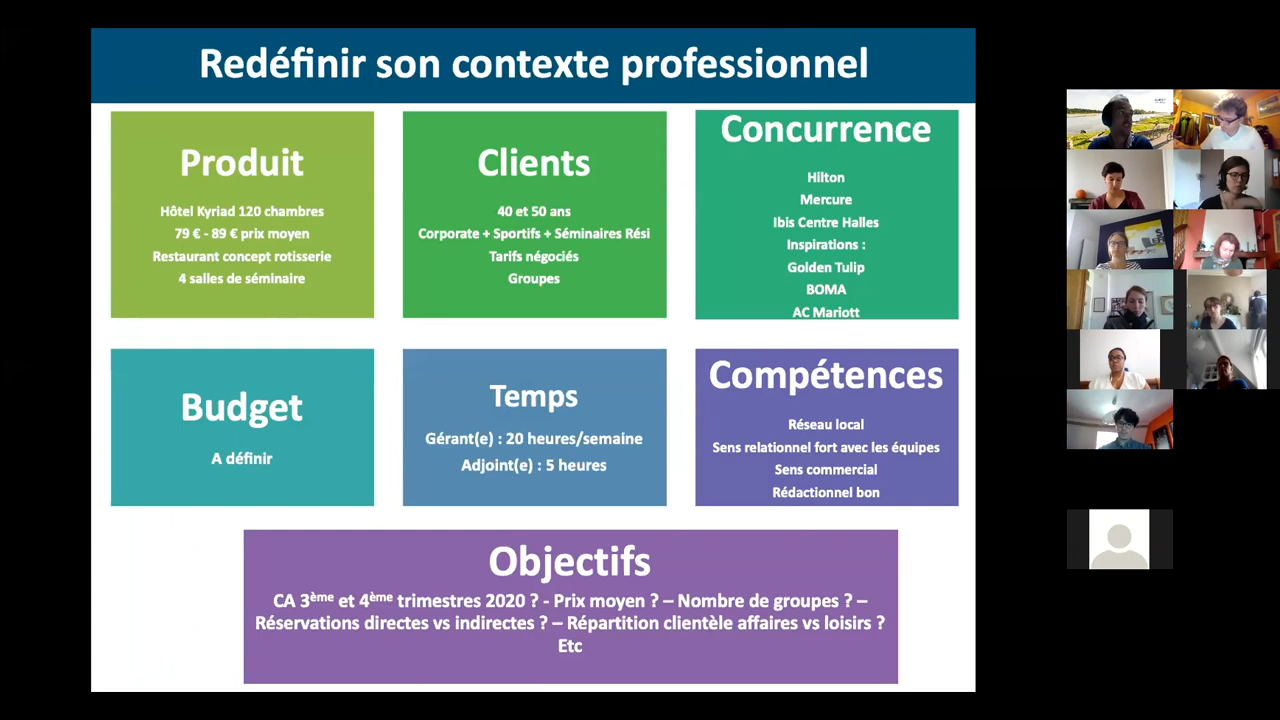 Redéfinir son contexte professionnel
Produit
Hôtel Kyriad 120 chambres
79 € - 89 € prix moyen
Restaurant concept rotisserie
4 salles de séminaire
Clients
40 et 50 ans
Corporate + Sportifs + Séminaires Rési
Tarifs négociés
Groupes
Concurrence
Hilton
Mercure
Ibis Centre Halles
Inspirations :
Golden Tulip
BOMA
AC Mariott
Budget
A définir
Temps
Gérant(e) : 20 heures/semaine
Adjoint(e) : 5 heures
Compétences
Réseau local
Sens relationnel fort avec les équipes
Sens commercial
Rédactionnel bon
Objectifs
CA 3ème et 4ème trimestres 2020 ? - Prix moyen ? – Nombre de groupes ? –
Réservations directes vs indirectes ? – Répartition clientèle affaires vs loisirs ?
Etc